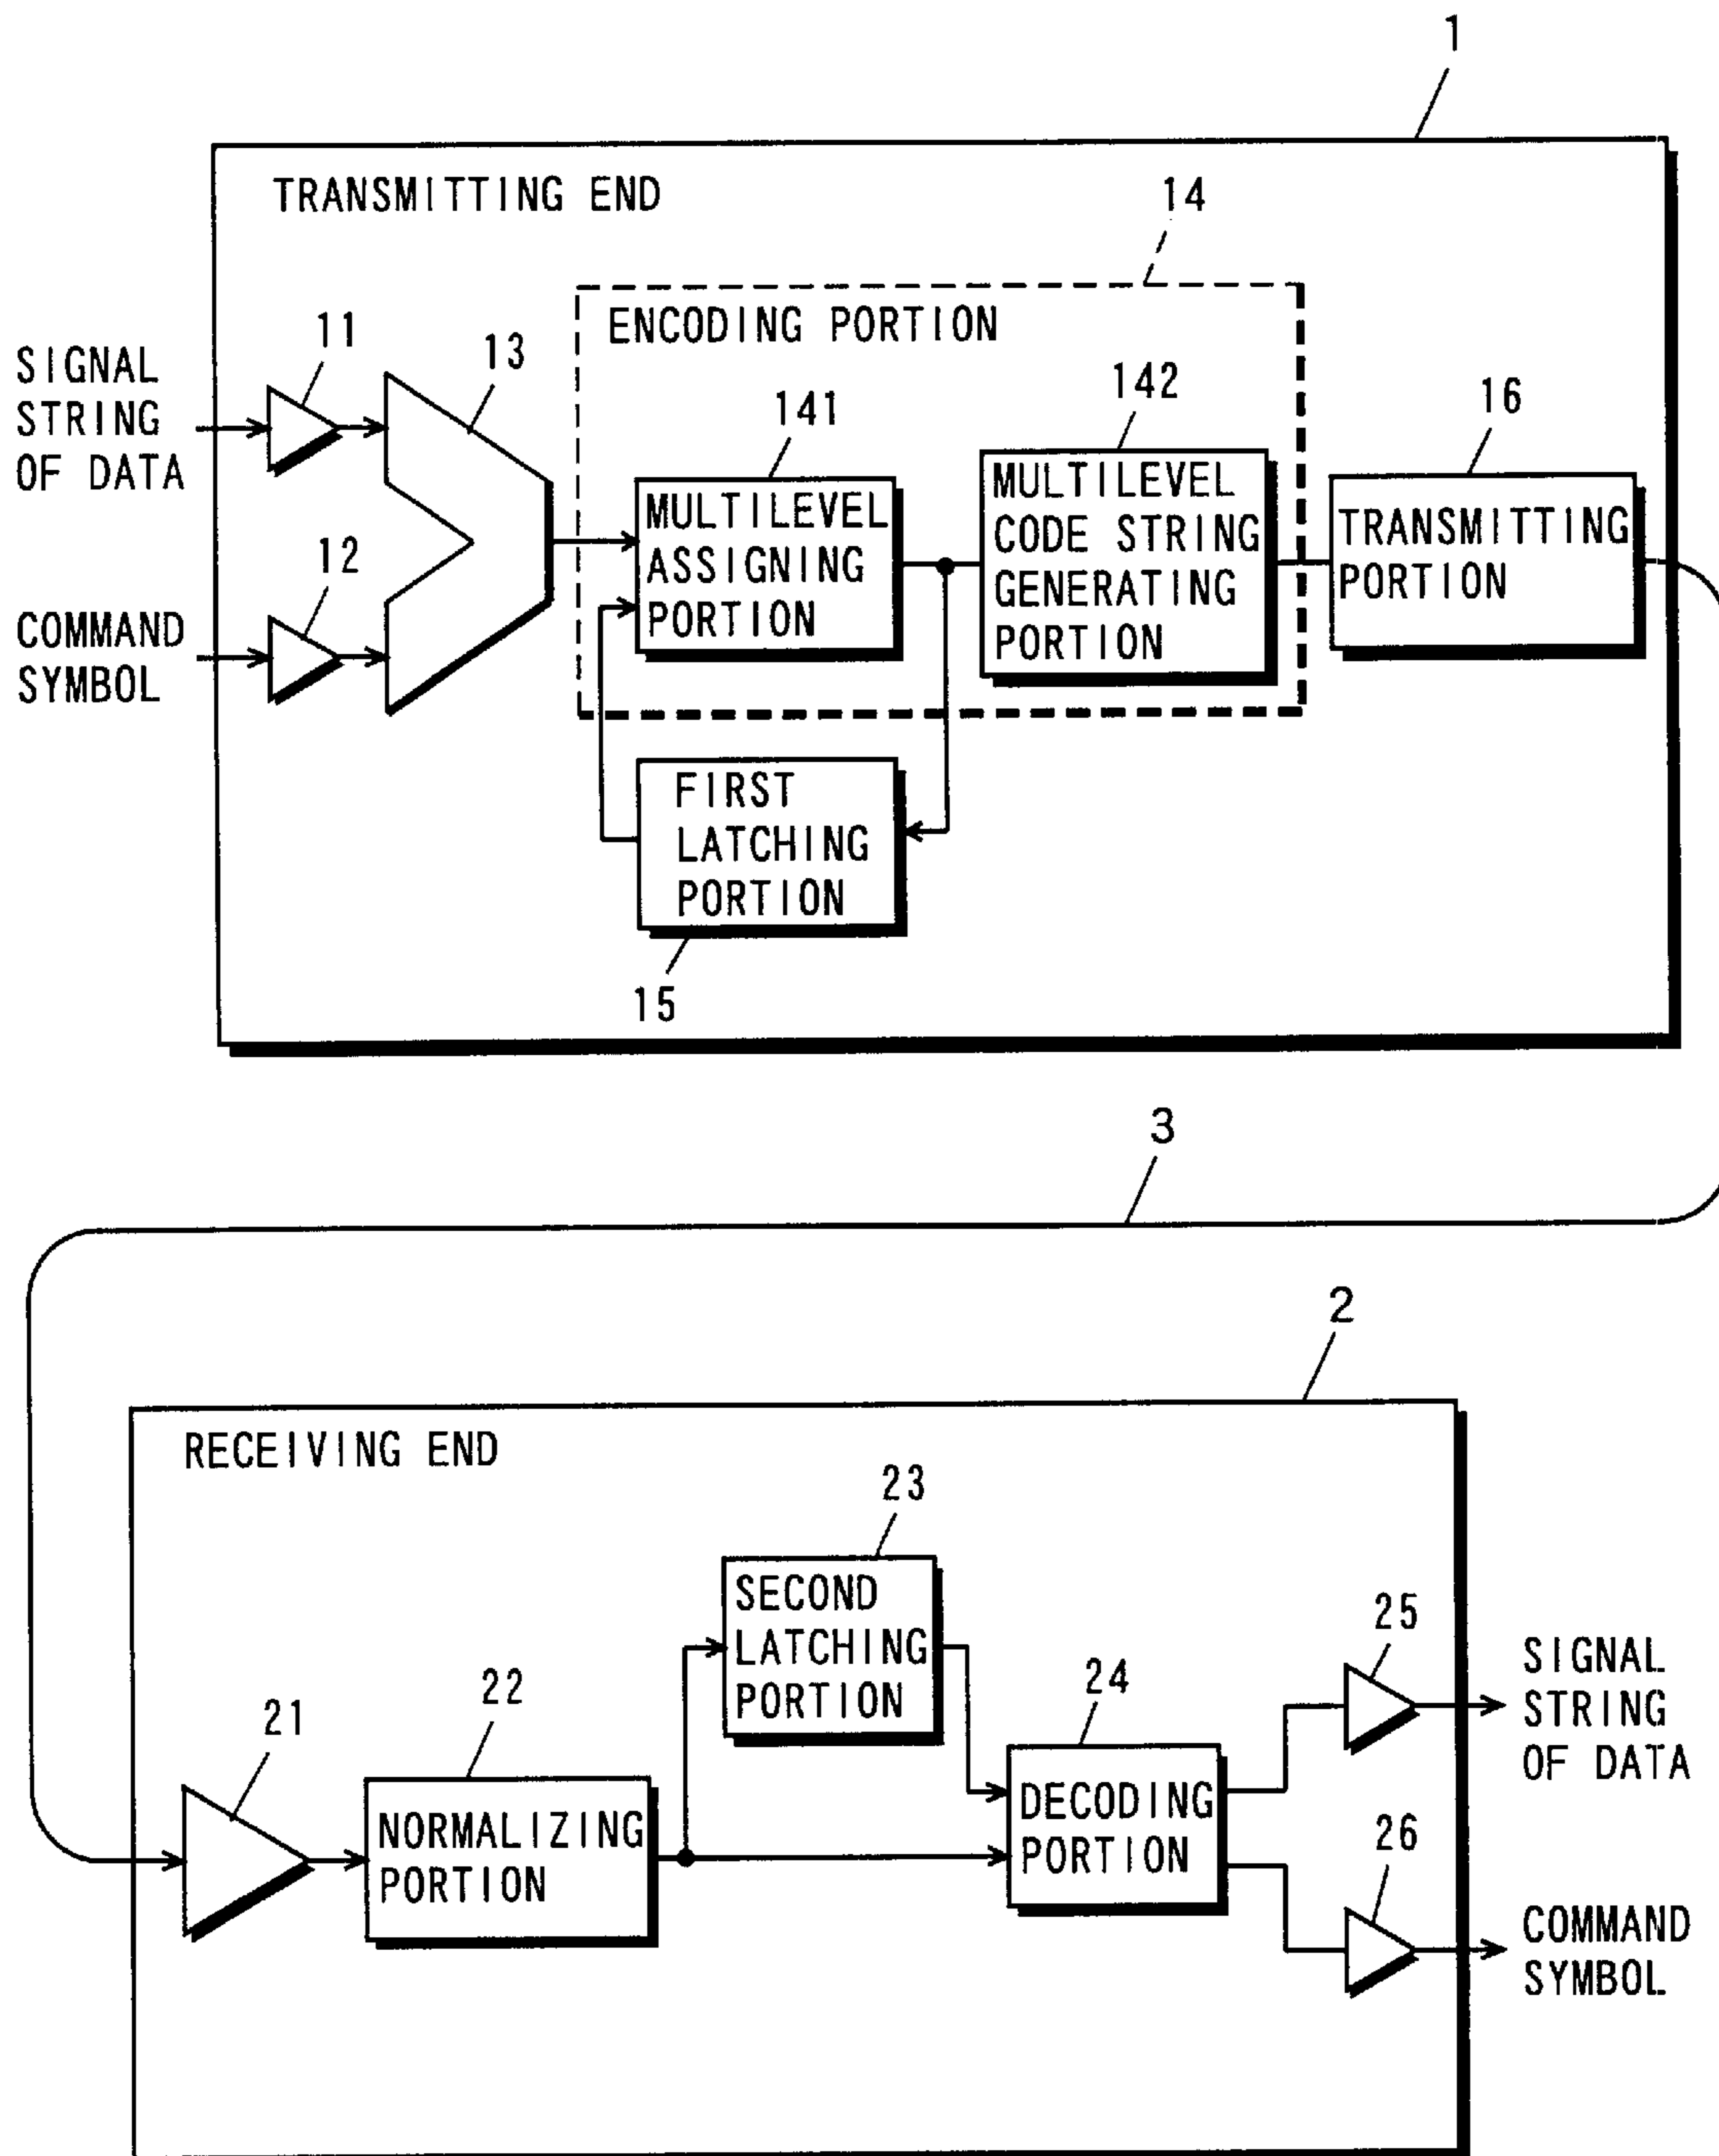 1
TRANSMITTING END
14
ENCODING PORTION
11
13
SIGNAL
STRING
OF DATA
141
142
16
MULTILEVEL
ASSIGNING
PORTION
MULTILEVEL
CODE STRING
GENERATING
PORTION
TRANSMITTING
PORTION
12
COMMAND
SYMBOL
FIRST
LATCHING
PORTION
15
3
2
RECEIVING END
23
SECOND
LATCHING
PORTION
25
SIGNAL
STRING
OF DATA
21
22
24
NORMALIZING
PORTION
DECODING
PORTION
26
COMMAND
SYMBOL